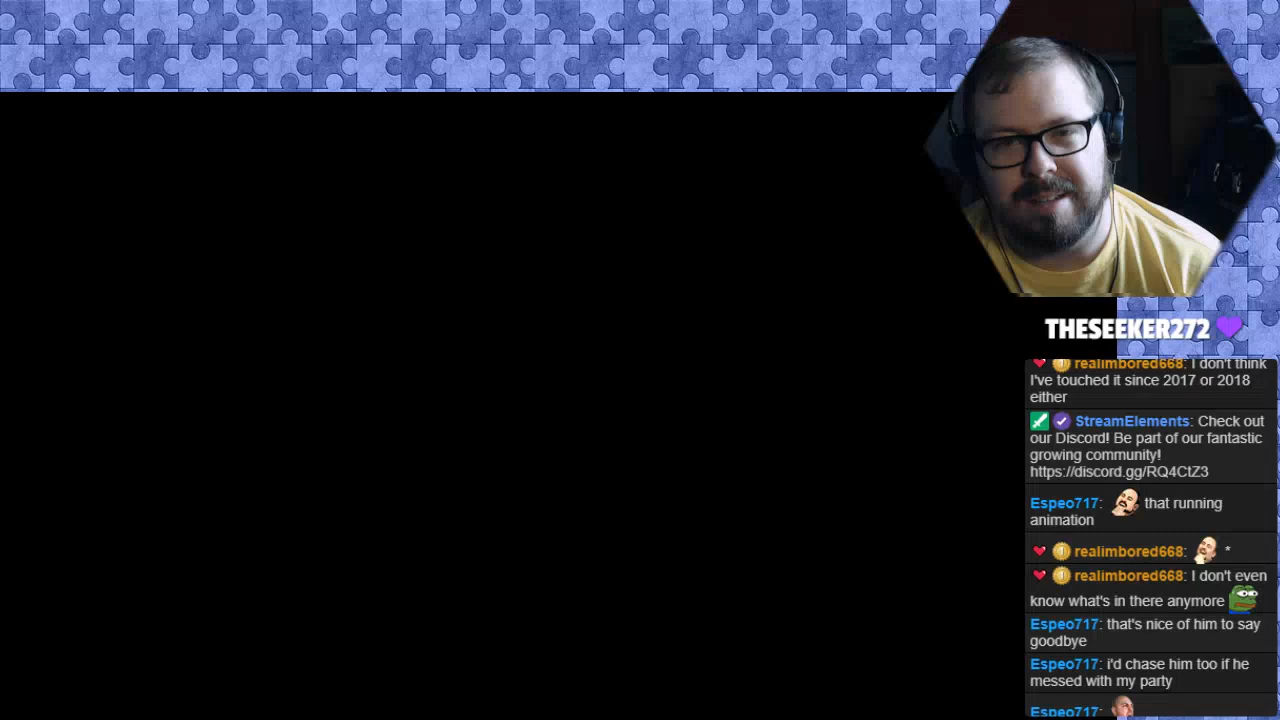 THESEEKER272
realimbored668: I don't think
I've touched it since 2017 or 2018
either
StreamElements: Check out
our Discord! Be part of our fantastic
growing community!
https://discord.gg/RQ4CtZ3
Espeo717: that running
animation
realimbored668: *
realimbored668: I don't even
know what's in there anymore
Espeo717: that's nice of him to say
goodbye
Espeo717: i'd chase him too if he
messed with my party
Espeo717: